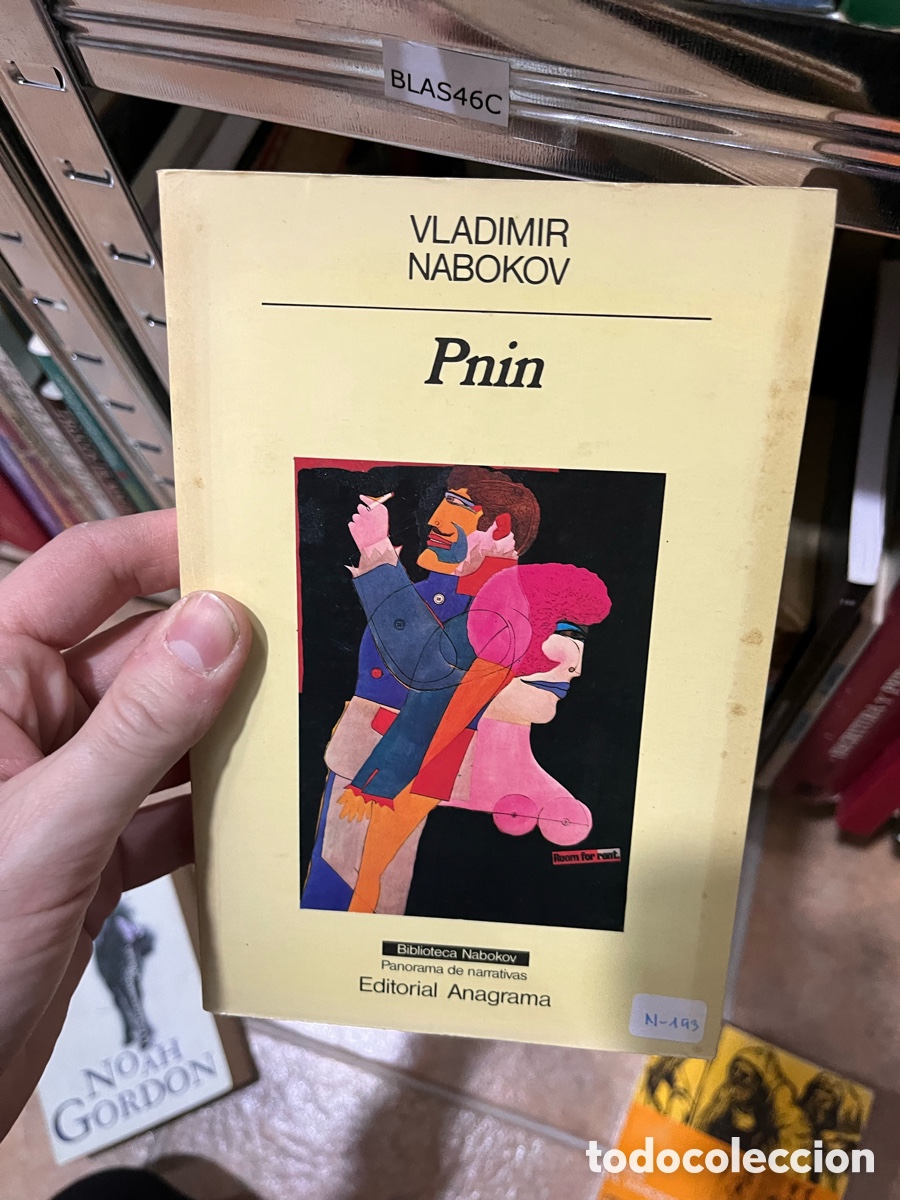 BLAS46C
VLADIMIR
NABOKOV
Pnin
Room for rent.
Biblioteca Nabokov
Panorama de narrativas
Editorial Anagrama
N-193
NOAH
GORDON
todocoleccion